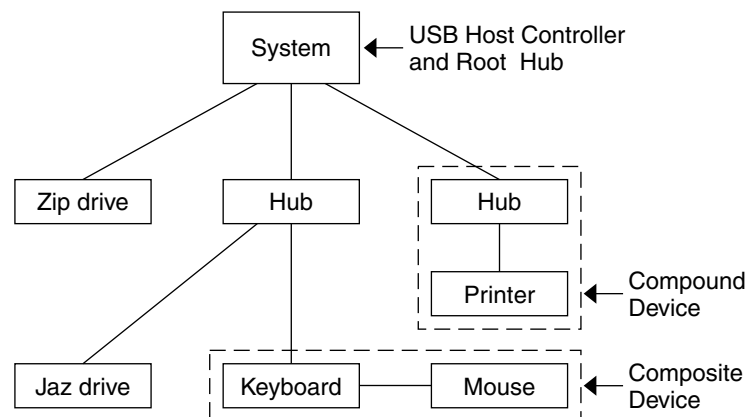 System
USB Host Controller
and Root Hub
Zip drive
Hub
Hub
Printer
Compound
Device
Jaz drive
Keyboard
Mouse
Composite
Device